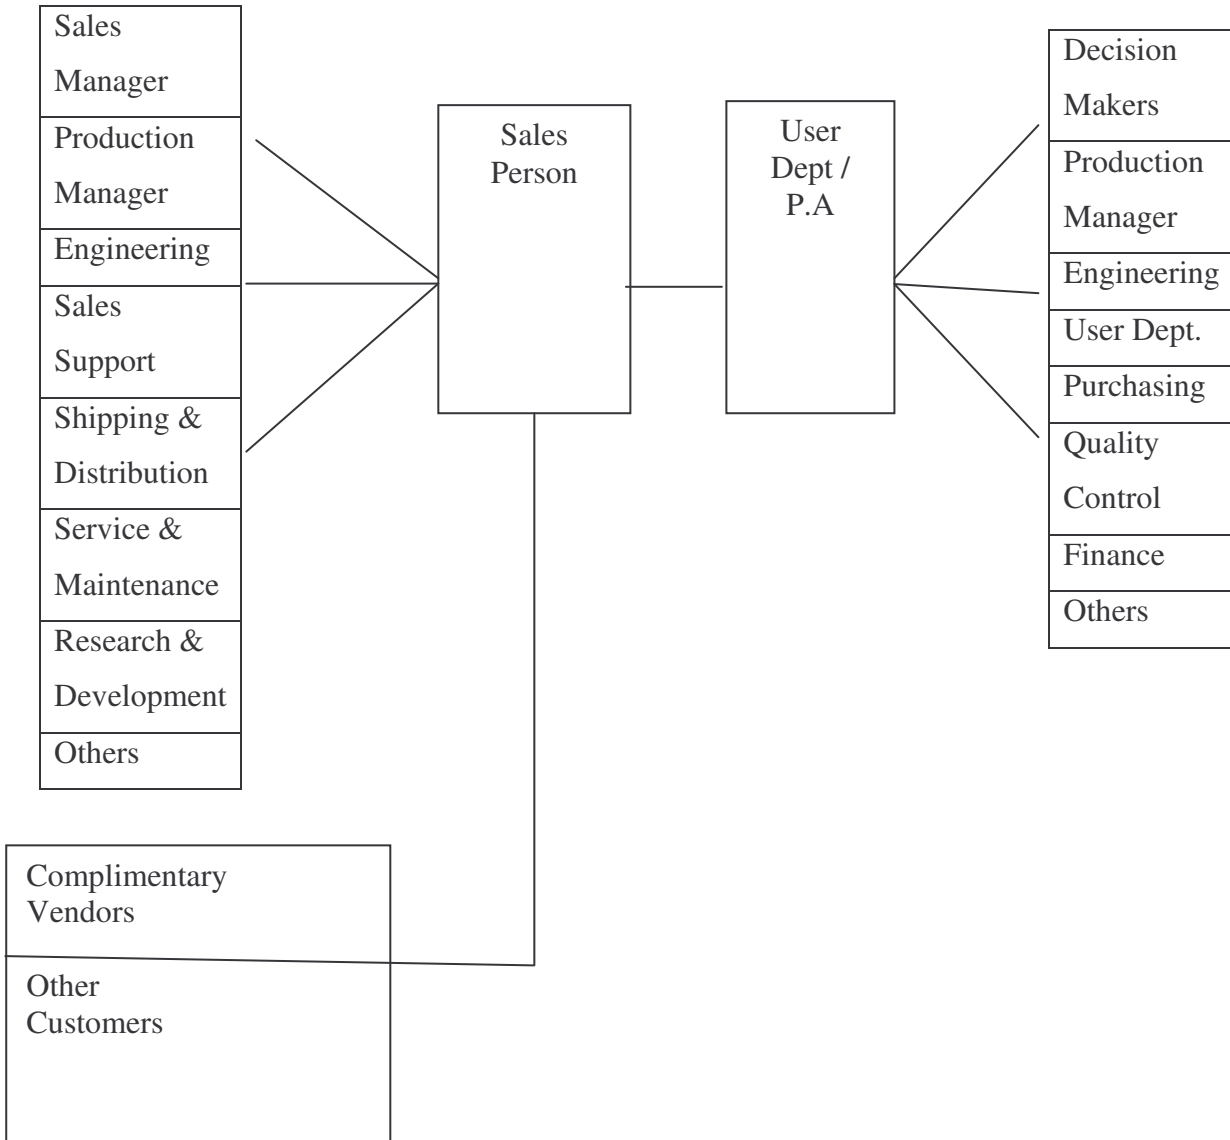 Sales
Manager
Production
Manager
Engineering
Sales
Support
Shipping &
Distribution
Service &
Maintenance
Research &
Development
Others
Sales
Person
User
Dept /
P.A
Decision
Makers
Production
Manager
Engineering
User Dept.
Purchasing
Quality
Control
Finance
Others
Complimentary
Vendors
Other
Customers